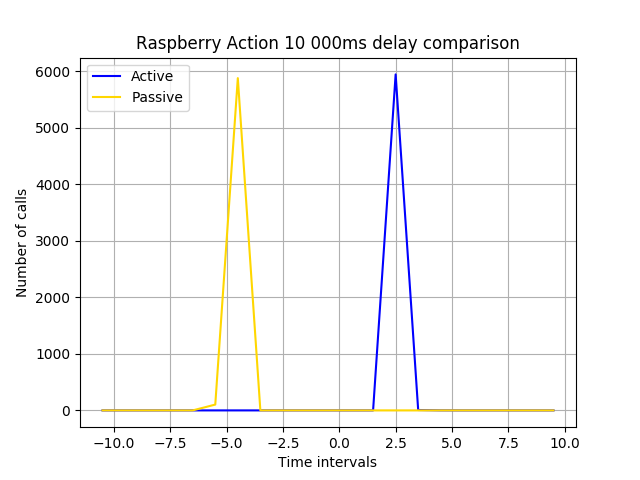 Raspberry Action 10 000ms delay comparison
Active
Passive
6000
5000
4000
3000
2000
1000
0
Number of calls
−10.0 −7.5 −5.0 −2.5 0.0 2.5 5.0 7.5 10.0
Time intervals